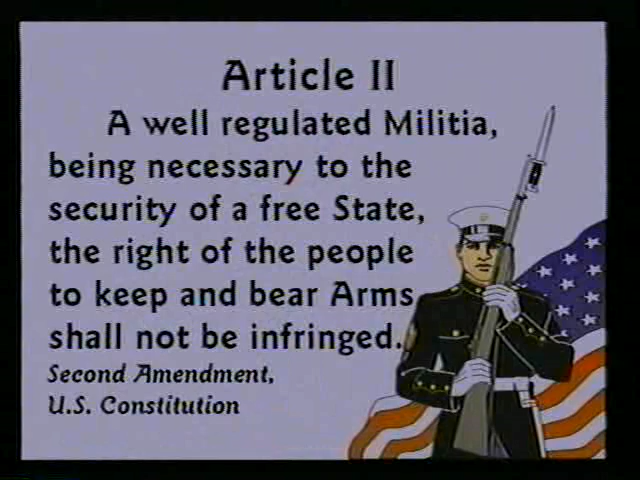 Article II
A well regulated Militia,
being necessary to the
security of a free State,
the right of the people
to keep and bear Arms
shall not be infringed.
Second Amendment,
U.S. Constitution